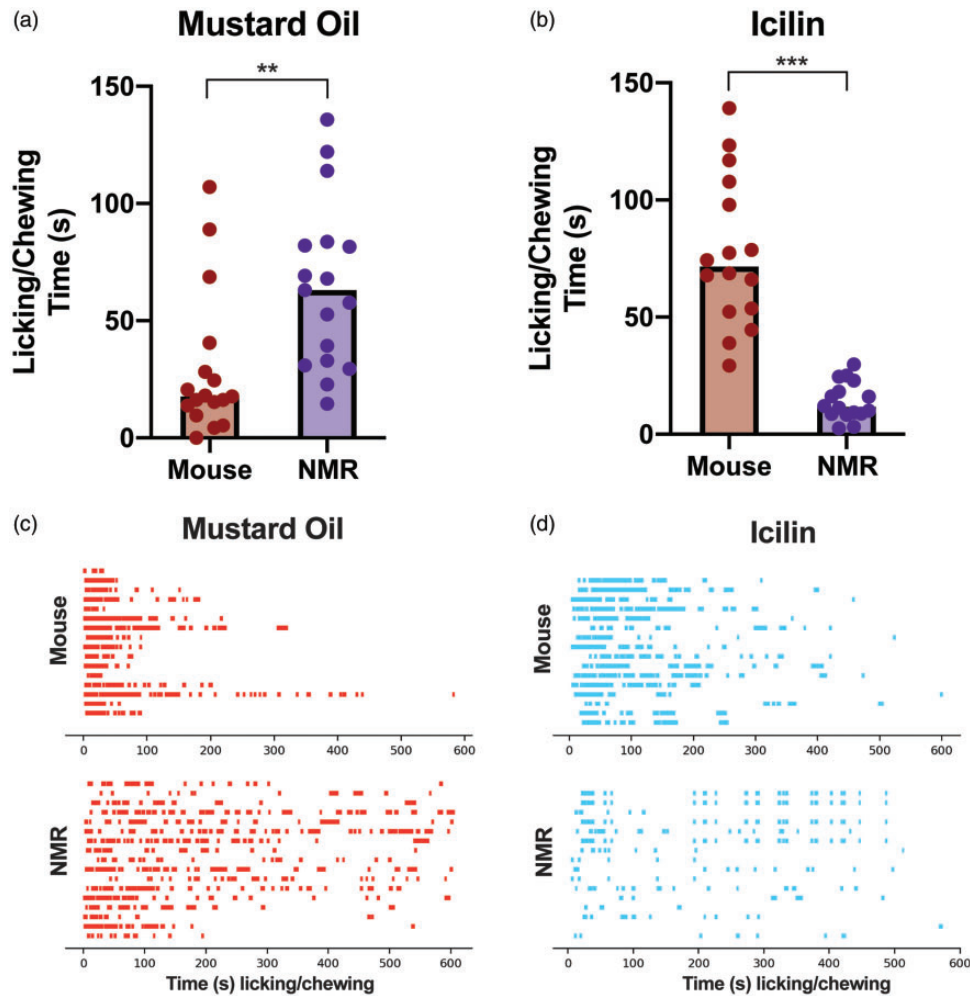 (a)
Mustard Oil
**
Licking/Chewing
Time (s)
150
100
50
0
Mouse
NMR
(b)
Icilin
***
Licking/Chewing
Time (s)
150
100
50
0
Mouse
NMR
(c)
Mustard Oil
Mouse
0 100 200 300 400 500 600
NMR
0 100 200 300 400 500 600
Time (s) licking/chewing
(d)
Icilin
Mouse
0 100 200 300 400 500 600
NMR
0 100 200 300 400 500 600
Time (s) licking/chewing